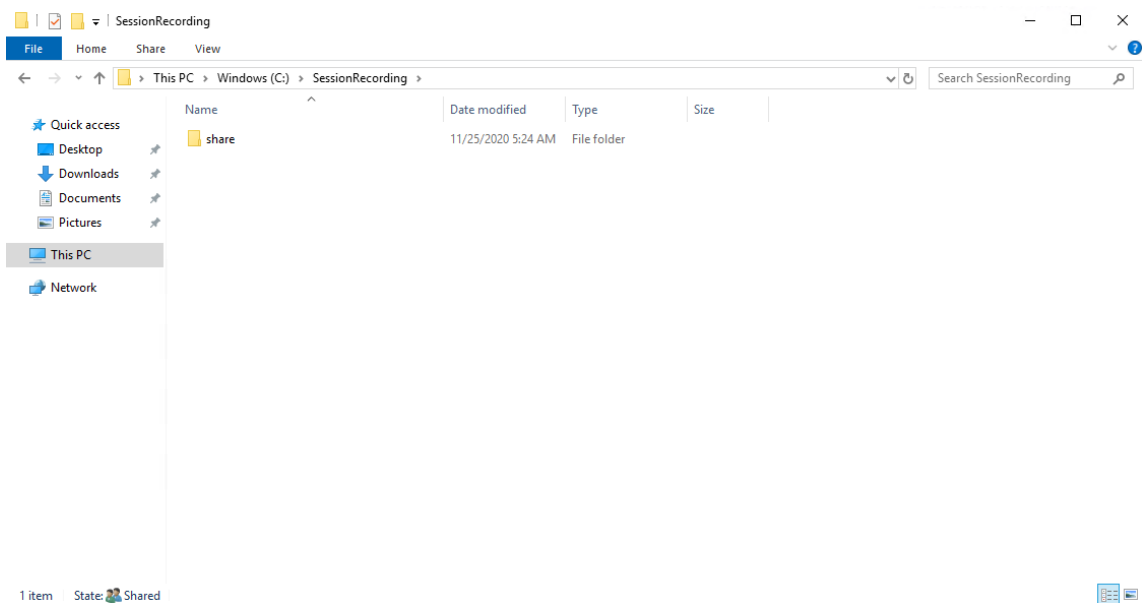 SessionRecording
File Home Share View
This PC > Windows (C:) > SessionRecording >
Search SessionRecording
Name Date modified Type Size
Quick access
share 11/25/2020 5:24 AM File folder
Desktop
Downloads
Documents
Pictures
This PC
Network
1 item State: Shared